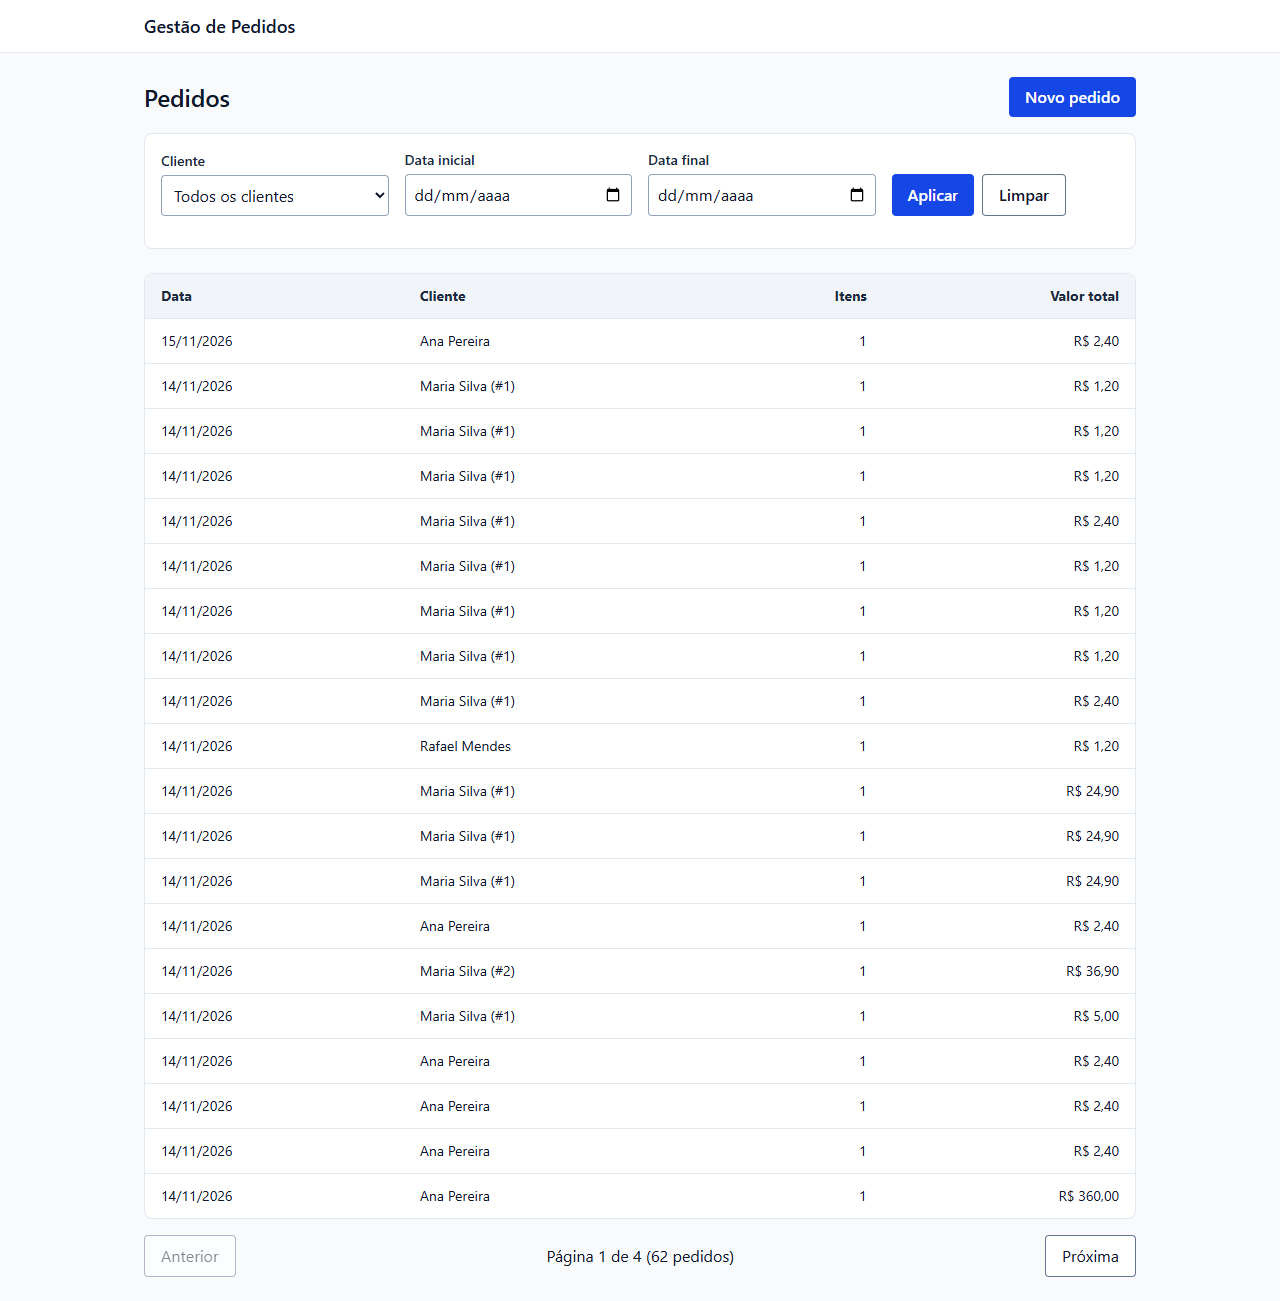 Gestão de Pedidos
Pedidos
Novo pedido
Cliente
Data inicial
Data final
Todos os clientes
dd/mm/aaaa
dd/mm/aaaa
Aplicar
Limpar
Data Cliente Itens Valor total
15/11/2026 Ana Pereira 1 R$ 2,40
14/11/2026 Maria Silva (#1) 1 R$ 1,20
14/11/2026 Maria Silva (#1) 1 R$ 1,20
14/11/2026 Maria Silva (#1) 1 R$ 1,20
14/11/2026 Maria Silva (#1) 1 R$ 2,40
14/11/2026 Maria Silva (#1) 1 R$ 1,20
14/11/2026 Maria Silva (#1) 1 R$ 1,20
14/11/2026 Maria Silva (#1) 1 R$ 1,20
14/11/2026 Maria Silva (#1) 1 R$ 2,40
14/11/2026 Rafael Mendes 1 R$ 1,20
14/11/2026 Maria Silva (#1) 1 R$ 24,90
14/11/2026 Maria Silva (#1) 1 R$ 24,90
14/11/2026 Maria Silva (#1) 1 R$ 24,90
14/11/2026 Ana Pereira 1 R$ 2,40
14/11/2026 Maria Silva (#2) 1 R$ 36,90
14/11/2026 Maria Silva (#1) 1 R$ 5,00
14/11/2026 Ana Pereira 1 R$ 2,40
14/11/2026 Ana Pereira 1 R$ 2,40
14/11/2026 Ana Pereira 1 R$ 2,40
14/11/2026 Ana Pereira 1 R$ 360,00
Anterior
Página 1 de 4 (62 pedidos)
Próxima